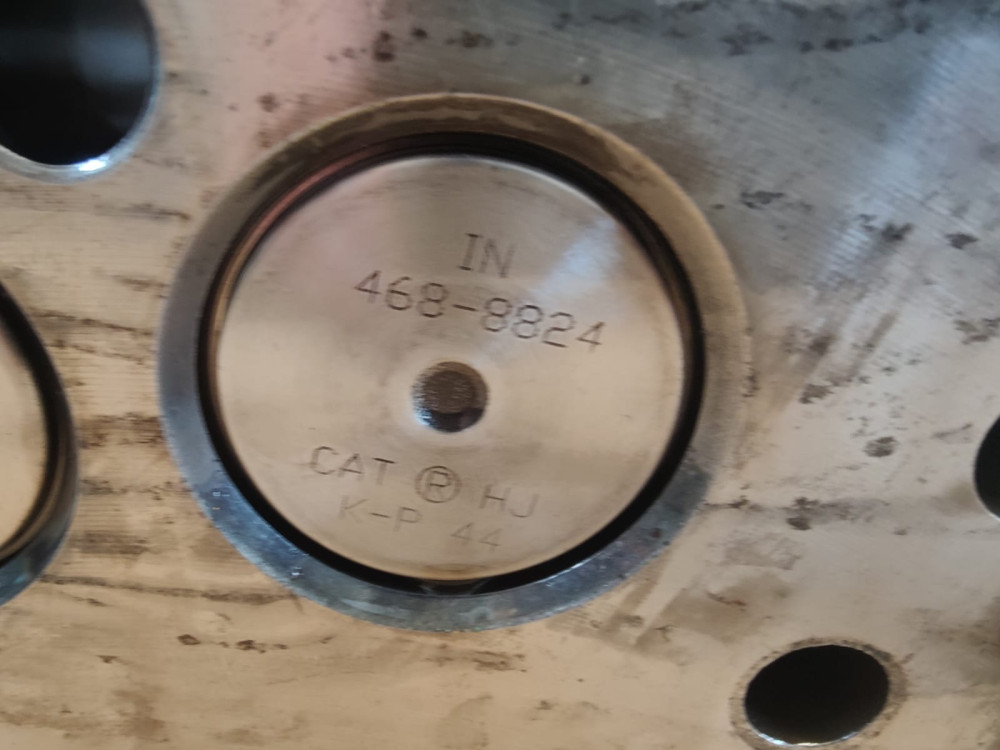 IN
468-8824
CAT ® HJ
K-P 44